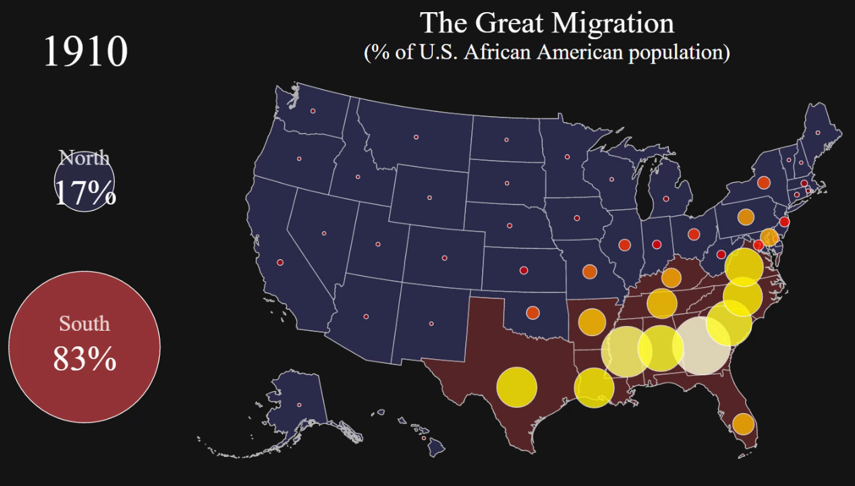 The Great Migration
(% of U.S. African American population)
1910
North
17%
South
83%